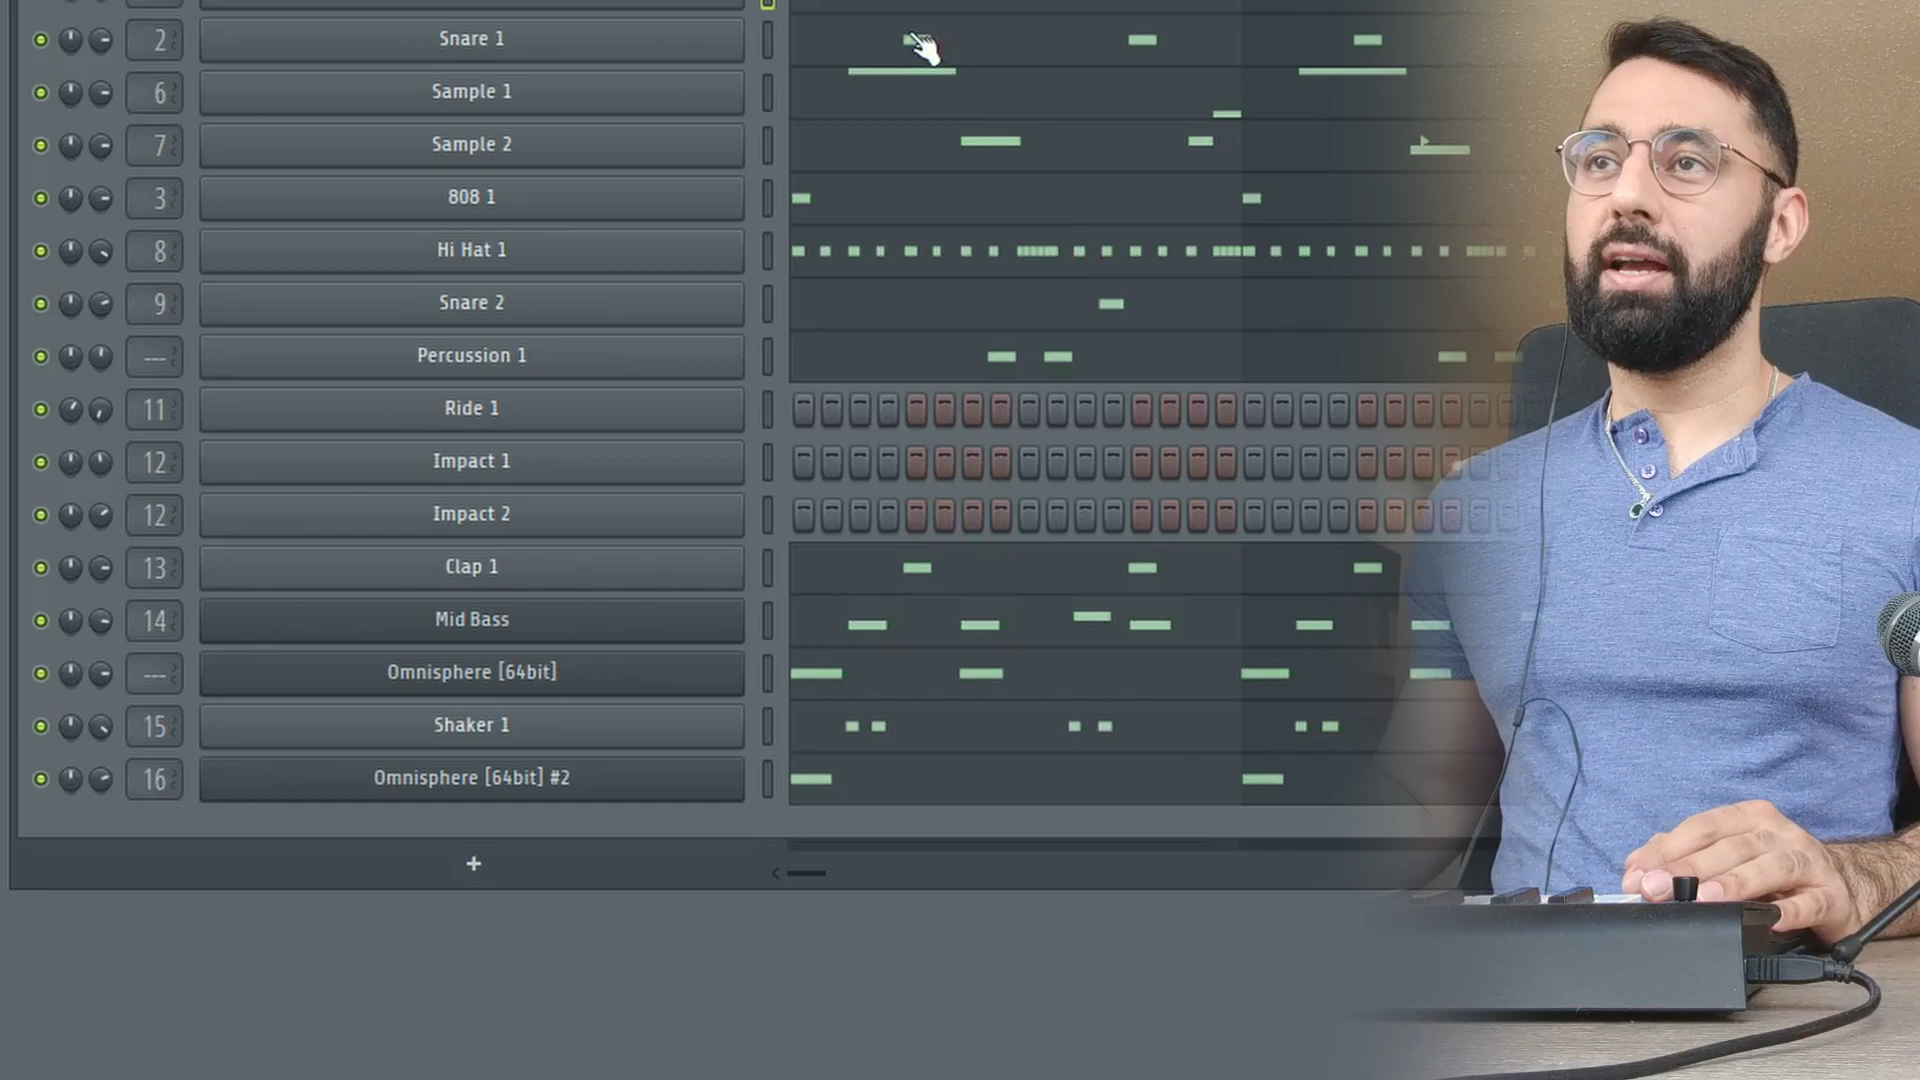 2 Snare 1
6 Sample 1
7 Sample 2
3 808 1
8 Hi Hat 1
9 Snare 2
--- Percussion 1
11 Ride 1
12 Impact 1
12 Impact 2
13 Clap 1
14 Mid Bass
--- Omnisphere [64bit]
15 Shaker 1
16 Omnisphere [64bit] #2
+